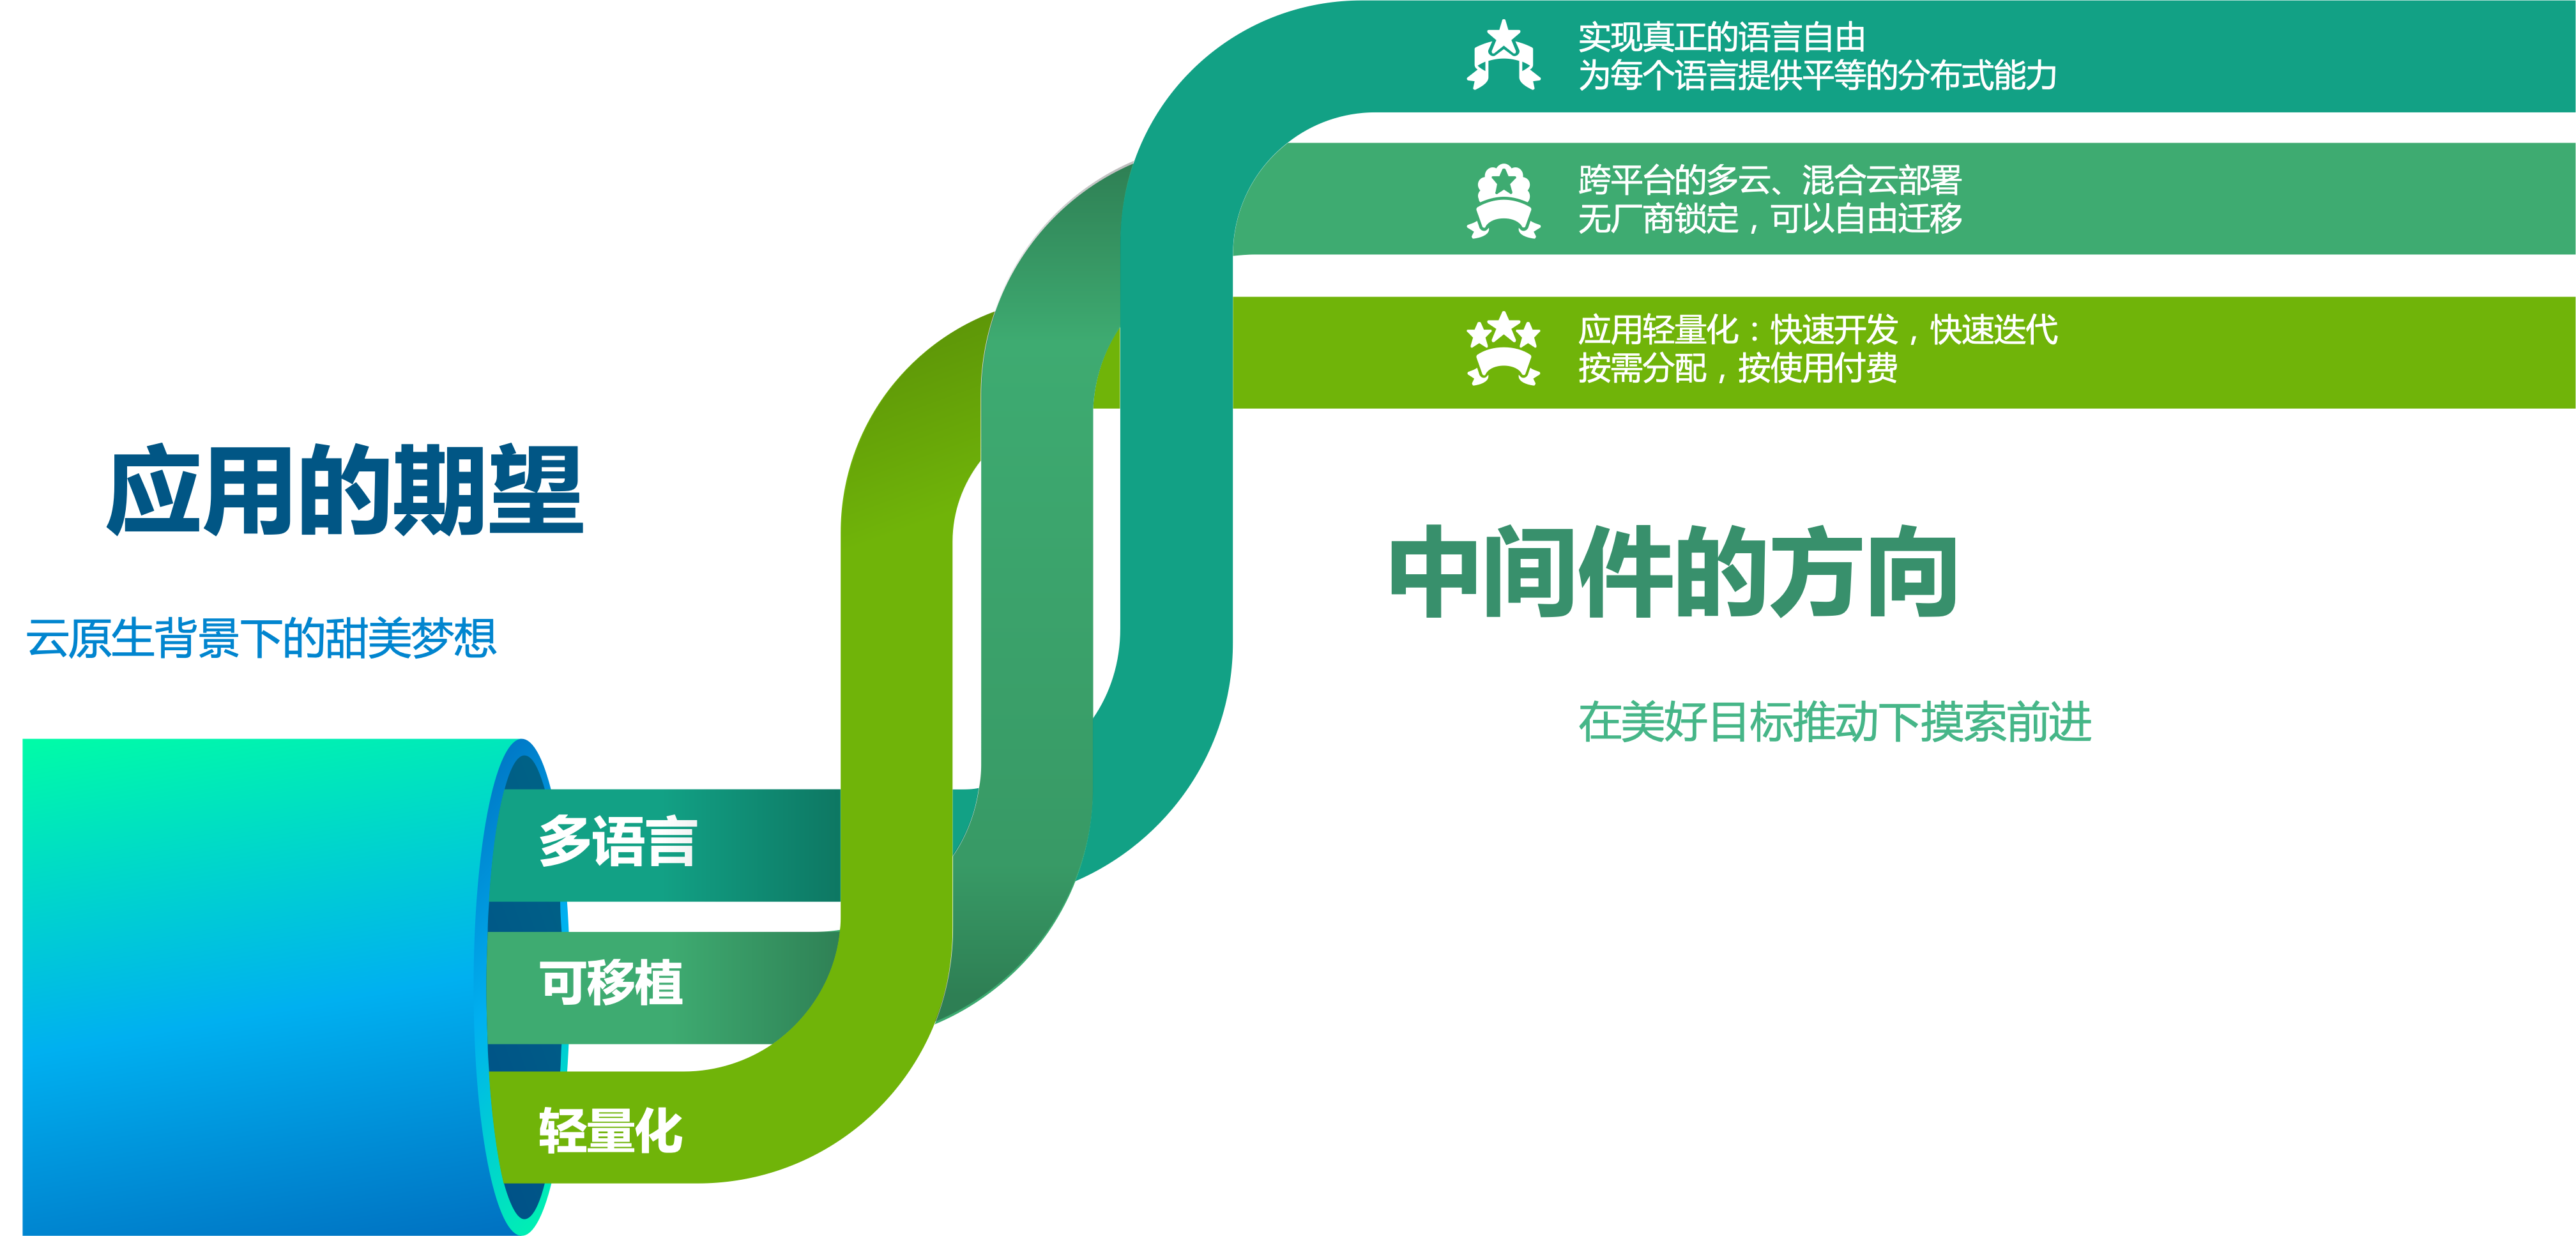 实现真正的语言自由
为每个语言提供平等的分布式能力
跨平台的多云、混合云部署
无厂商锁定，可以自由迁移
应用轻量化：快速开发，快速迭代
按需分配，按使用付费
应用的期望
云原生背景下的甜美梦想
中间件的方向
在美好目标推动下摸索前进
多语言
可移植
轻量化